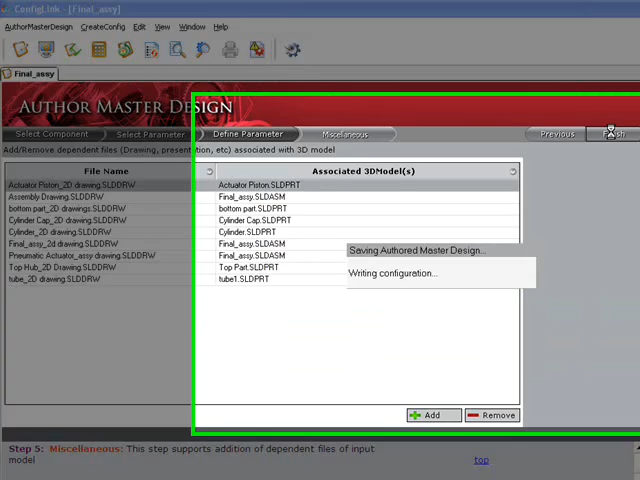 ConfigLink - [Final_assy]
AuthorMasterDesign CreateConfig Edit View Window Help
Final_assy
AUTHOR MASTER DESIGN
Select Component Select Parameter Define Parameter Miscellaneous Previous Finish
Add/Remove dependent files (Drawing, presentation, etc) associated with 3D model
File Name Associated 3DModel(s)
Actuator Piston_2D drawing.SLDDRW Actuator Piston.SLDPRT
Assembly Drawing.SLDDRW Final_assy.SLDASM
bottom part_2D drawings.SLDDRW bottom part.SLDPRT
Cylinder Cap_2D drawing.SLDDRW Cylinder Cap.SLDPRT
Cylinder_2D drawing.SLDDRW Cylinder.SLDPRT
Final_assy_2d drawing.SLDDRW Final_assy.SLDASM
Pneumatic Actuator_assy drawing.SLDDRW Final_assy.SLDASM
Top Hub_2D drawing.SLDDRW Top Part.SLDPRT
tube_2D drawing.SLDDRW tube1.SLDPRT
Saving Authored Master Design...
Writing configuration...
Add Remove
Step 5: Miscellaneous: This step supports addition of dependent files of input
model
top